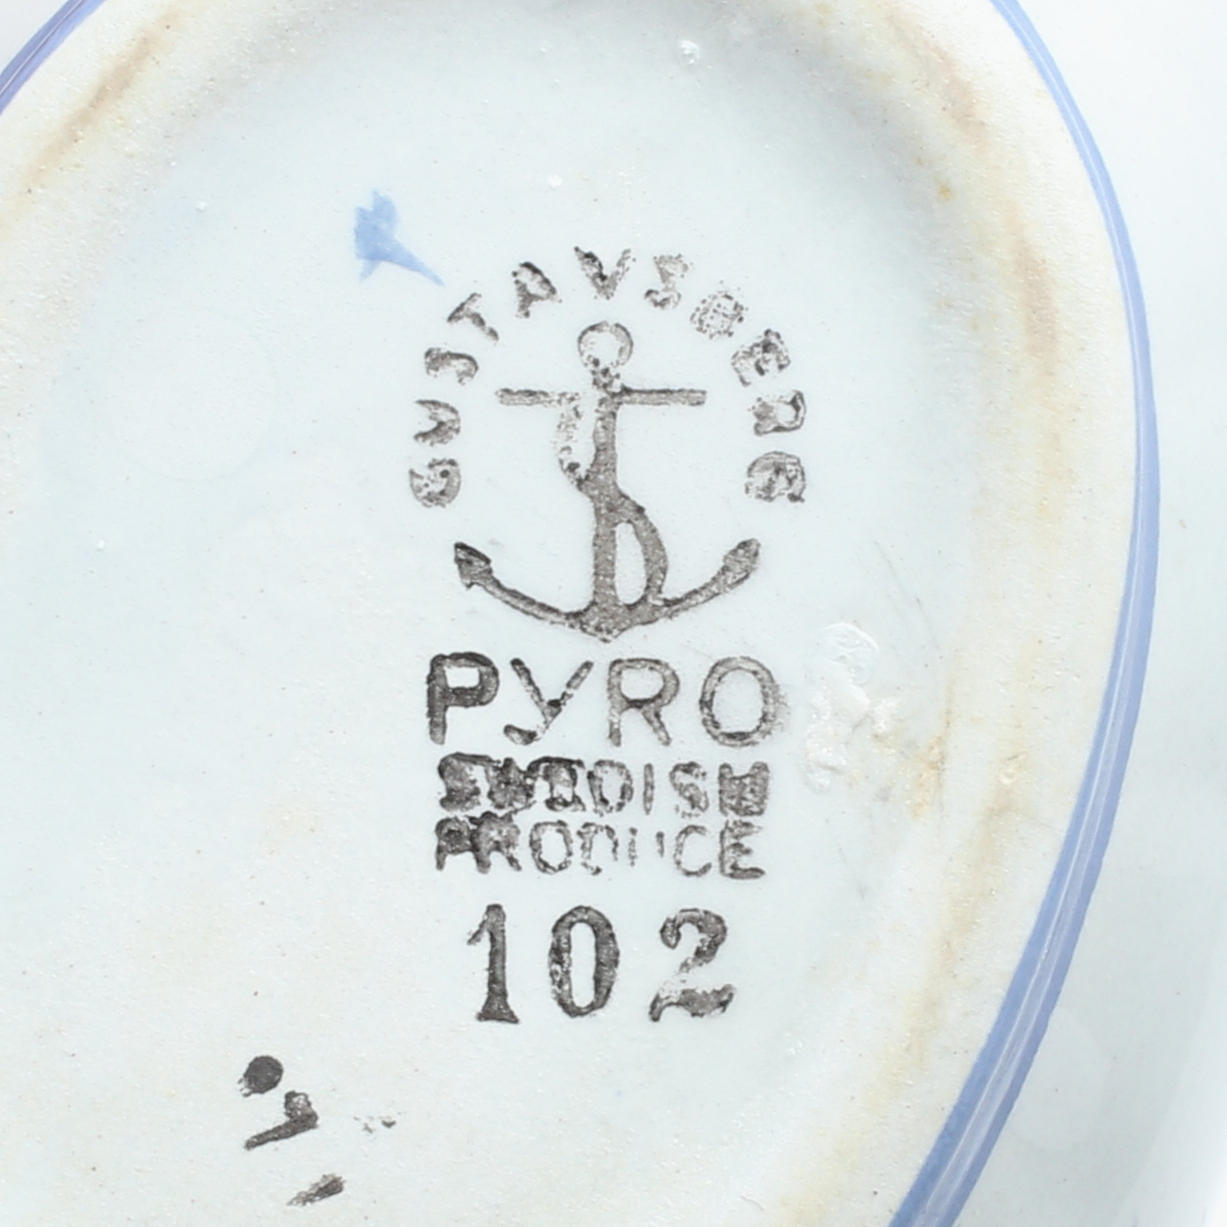 GUSTAVSBERG
PYRO
SWEDISH
PRODUCE
102